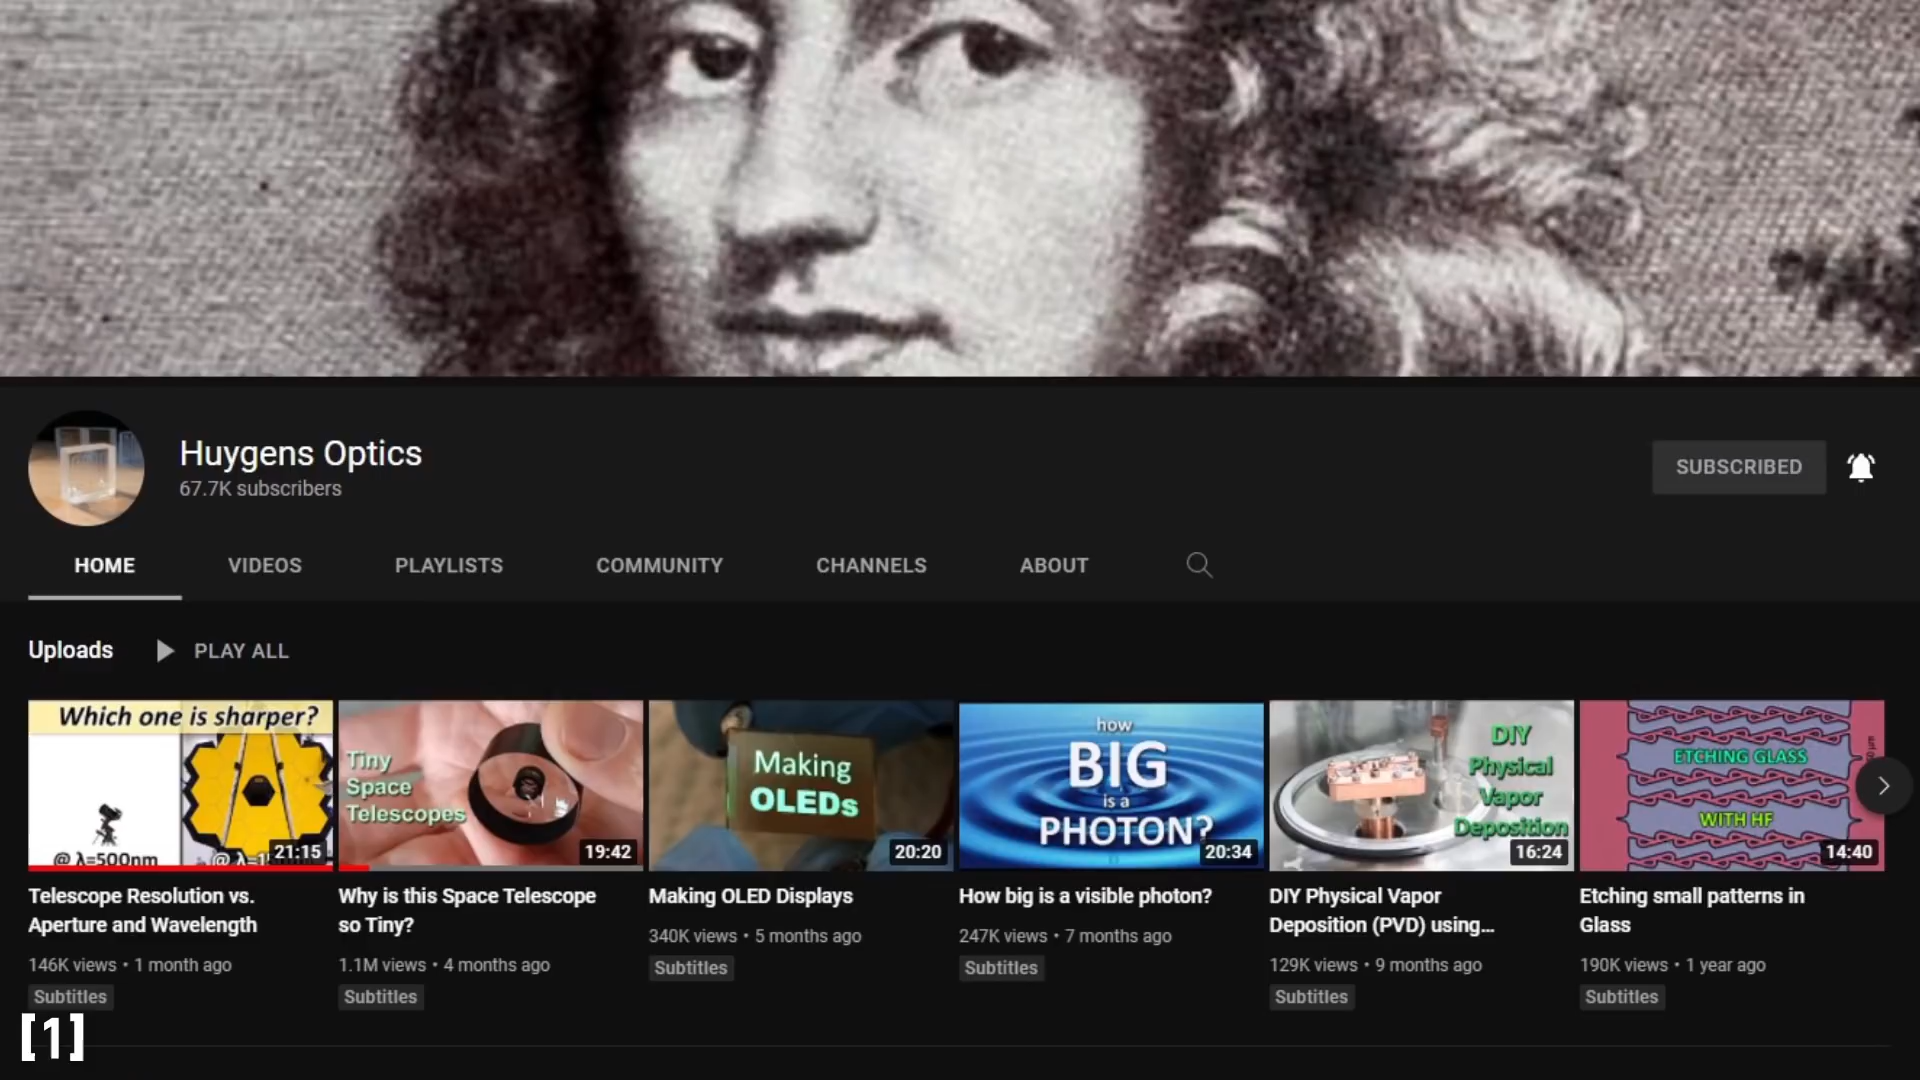 Huygens Optics
67.7K subscribers
SUBSCRIBED
HOME VIDEOS PLAYLISTS COMMUNITY CHANNELS ABOUT
Uploads PLAY ALL
Which one is sharper?
@ λ=500nm
21:15
Telescope Resolution vs.
Aperture and Wavelength
146K views • 1 month ago
Subtitles
Tiny
Space
Telescopes
19:42
Why is this Space Telescope
so Tiny?
1.1M views • 4 months ago
Subtitles
Making
OLEDs
20:20
Making OLED Displays
340K views • 5 months ago
Subtitles
how
BIG
is a
PHOTON?
20:34
How big is a visible photon?
247K views • 7 months ago
Subtitles
DIY
Physical
Vapor
Deposition
16:24
DIY Physical Vapor
Deposition (PVD) using...
129K views • 9 months ago
Subtitles
ETCHING GLASS
WITH HF
14:40
Etching small patterns in
Glass
190K views • 1 year ago
Subtitles
[1]